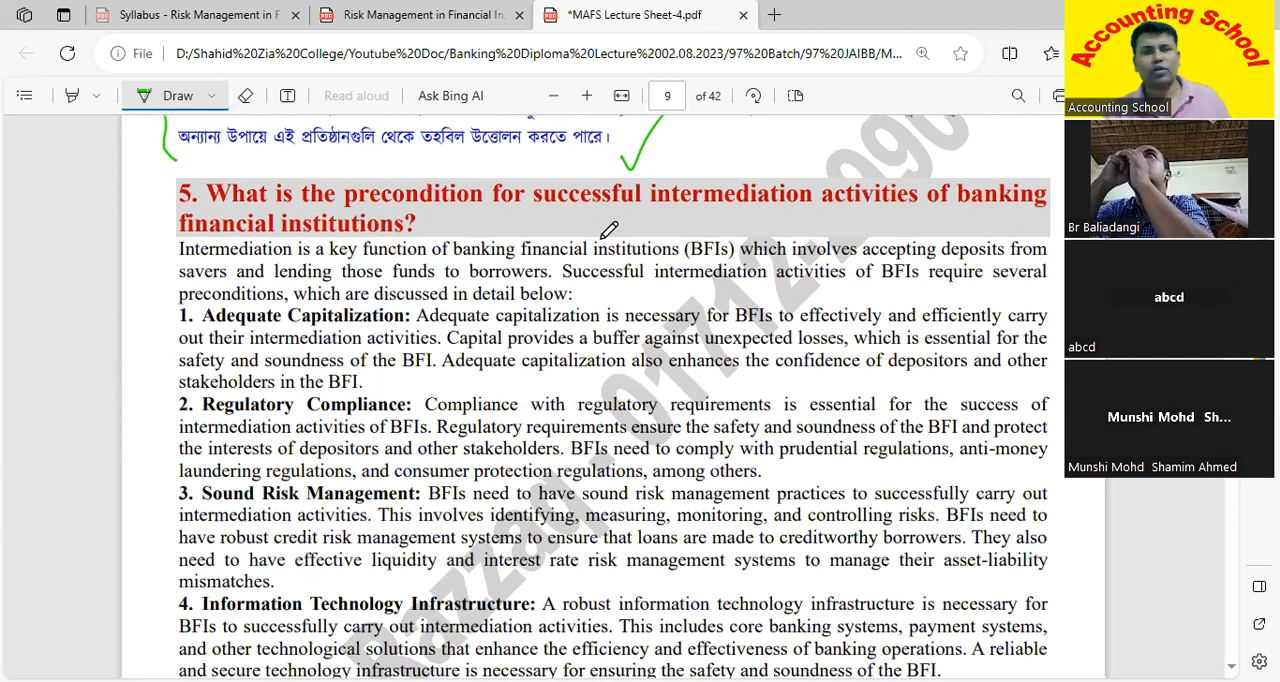 Syllabus - Risk Management in F
Risk Management in Financial In
*MAFS Lecture Sheet-4.pdf
File
D:/Shahid%20Zia%20College/Youtube%20Doc/Banking%20Diploma%20Lecture%2002.08.2023/97%20Batch/97%20JAIBB/M...
Draw
Read aloud
Ask Bing AI
9 of 42
অন্যান্য উপায়ে এই প্রতিষ্ঠানগুলি থেকে তহবিল উত্তোলন করতে পারে।
5. What is the precondition for successful intermediation activities of banking
financial institutions?
Intermediation is a key function of banking financial institutions (BFIs) which involves accepting deposits from
savers and lending those funds to borrowers. Successful intermediation activities of BFIs require several
preconditions, which are discussed in detail below:
1. Adequate Capitalization: Adequate capitalization is necessary for BFIs to effectively and efficiently carry
out their intermediation activities. Capital provides a buffer against unexpected losses, which is essential for the
safety and soundness of the BFI. Adequate capitalization also enhances the confidence of depositors and other
stakeholders in the BFI.
2. Regulatory Compliance: Compliance with regulatory requirements is essential for the success of
intermediation activities of BFIs. Regulatory requirements ensure the safety and soundness of the BFI and protect
the interests of depositors and other stakeholders. BFIs need to comply with prudential regulations, anti-money
laundering regulations, and consumer protection regulations, among others.
3. Sound Risk Management: BFIs need to have sound risk management practices to successfully carry out
intermediation activities. This involves identifying, measuring, monitoring, and controlling risks. BFIs need to
have robust credit risk management systems to ensure that loans are made to creditworthy borrowers. They also
need to have effective liquidity and interest rate risk management systems to manage their asset-liability
mismatches.
4. Information Technology Infrastructure: A robust information technology infrastructure is necessary for
BFIs to successfully carry out intermediation activities. This includes core banking systems, payment systems,
and other technological solutions that enhance the efficiency and effectiveness of banking operations. A reliable
and secure technology infrastructure is necessary for ensuring the safety and soundness of the BFI.
Razzaq - 01712-
Accounting School
Accounting School
Br Baliadangi
abcd
abcd
Munshi Mohd Sh...
Munshi Mohd Shamim Ahmed